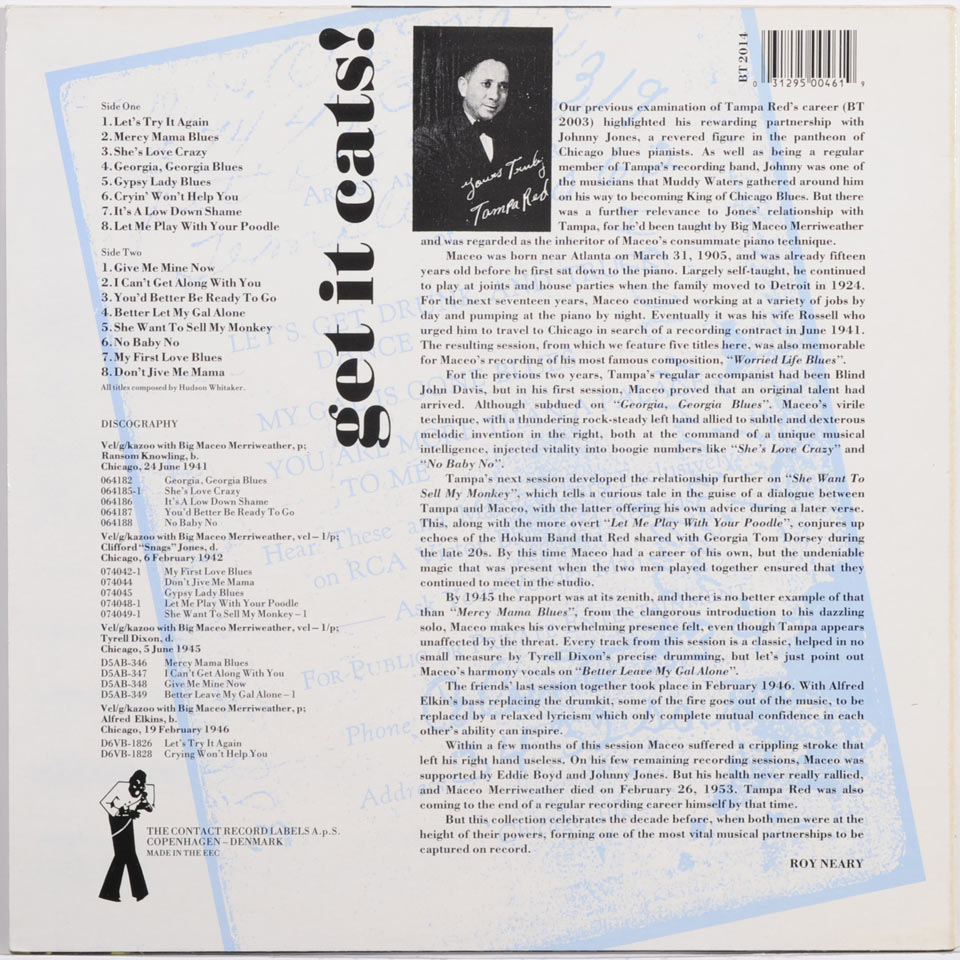 get it cats!
BT 2014
0 31295 00461 9
Side One
1. Let's Try It Again
2. Mercy Mama Blues
3. She's Love Crazy
4. Georgia, Georgia Blues
5. Gypsy Lady Blues
6. Cryin' Won't Help You
7. It's A Low Down Shame
8. Let Me Play With Your Poodle
Side Two
1. Give Me Mine Now
2. I Can't Get Along With You
3. You'd Better Be Ready To Go
4. Better Let My Gal Alone
5. She Want To Sell My Monkey
6. No Baby No
7. My First Love Blues
8. Don't Jive Me Mama
All titles composed by Hudson Whitaker.
DISCOGRAPHY
Vcl/g/kazoo with Big Maceo Merriweather, p;
Ransom Knowling, b.
Chicago, 24 June 1941
064182 Georgia, Georgia Blues
064185-1 She's Love Crazy
064186 It's A Low Down Shame
064187 You'd Better Be Ready To Go
064188 No Baby No
Vcl/g/kazoo with Big Maceo Merriweather, vcl – 1/p;
Clifford "Snags" Jones, d.
Chicago, 6 February 1942
074042-1 My First Love Blues
074044 Don't Jive Me Mama
074045 Gypsy Lady Blues
074048-1 Let Me Play With Your Poodle
074049-1 She Want To Sell My Monkey – 1
Vcl/g/kazoo with Big Maceo Merriweather, vcl – 1/p;
Tyrell Dixon, d.
Chicago, 5 June 1945
D5AB-346 Mercy Mama Blues
D5AB-347 I Can't Get Along With You
D5AB-348 Give Me Mine Now
D5AB-349 Better Leave My Gal Alone – 1
Vcl/g/kazoo with Big Maceo Merriweather, p;
Alfred Elkins, b.
Chicago, 19 February 1946
D6VB-1826 Let's Try It Again
D6VB-1828 Crying Won't Help You
THE CONTACT RECORD LABELS A.p.S.
COPENHAGEN – DENMARK
MADE IN THE EEC
Yours Truly
Tampa Red
Our previous examination of Tampa Red's career (BT
2003) highlighted his rewarding partnership with
Johnny Jones, a revered figure in the pantheon of
Chicago blues pianists. As well as being a regular
member of Tampa's recording band, Johnny was one of
the musicians that Muddy Waters gathered around him
on his way to becoming King of Chicago Blues. But there
was a further relevance to Jones' relationship with
Tampa, for he'd been taught by Big Maceo Merriweather
and was regarded as the inheritor of Maceo's consummate piano technique.
Maceo was born near Atlanta on March 31, 1905, and was already fifteen
years old before he first sat down to the piano. Largely self-taught, he continued
to play at joints and house parties when the family moved to Detroit in 1924.
For the next seventeen years, Maceo continued working at a variety of jobs by
day and pumping at the piano by night. Eventually it was his wife Rossell who
urged him to travel to Chicago in search of a recording contract in June 1941.
The resulting session, from which we feature five titles here, was also memorable
for Maceo's recording of his most famous composition, "Worried Life Blues".
For the previous two years, Tampa's regular accompanist had been Blind
John Davis, but in his first session, Maceo proved that an original talent had
arrived. Although subdued on "Georgia, Georgia Blues", Maceo's virile
technique, with a thundering rock-steady left hand allied to subtle and dexterous
melodic invention in the right, both at the command of a unique musical
intelligence, injected vitality into boogie numbers like "She's Love Crazy" and
"No Baby No".
Tampa's next session developed the relationship further on "She Want To
Sell My Monkey", which tells a curious tale in the guise of a dialogue between
Tampa and Maceo, with the latter offering his own advice during a later verse.
This, along with the more overt "Let Me Play With Your Poodle", conjures up
echoes of the Hokum Band that Red shared with Georgia Tom Dorsey during
the late 20s. By this time Maceo had a career of his own, but the undeniable
magic that was present when the two men played together ensured that they
continued to meet in the studio.
By 1945 the rapport was at its zenith, and there is no better example of that
than "Mercy Mama Blues", from the clangorous introduction to his dazzling
solo, Maceo makes his overwhelming presence felt, even though Tampa appears
unaffected by the threat. Every track from this session is a classic, helped in no
small measure by Tyrell Dixon's precise drumming, but let's just point out
Maceo's harmony vocals on "Better Leave My Gal Alone".
The friends' last session together took place in February 1946. With Alfred
Elkin's bass replacing the drumkit, some of the fire goes out of the music, to be
replaced by a relaxed lyricism which only complete mutual confidence in each
other's ability can inspire.
Within a few months of this session Maceo suffered a crippling stroke that
left his right hand useless. On his few remaining recording sessions, Maceo was
supported by Eddie Boyd and Johnny Jones. But his health never really rallied,
and Maceo Merriweather died on February 26, 1953. Tampa Red was also
coming to the end of a regular recording career himself by that time.
But this collection celebrates the decade before, when both men were at the
height of their powers, forming one of the most vital musical partnerships to be
captured on record.
ROY NEARY